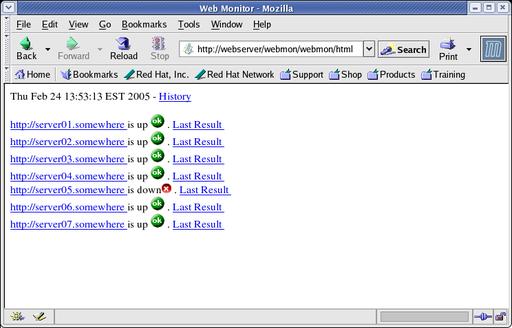 Web Monitor - Mozilla
File Edit View Go Bookmarks Tools Window Help
Back Forward Reload Stop http://webserver/webmon/webmon/html Search Print m
Home Bookmarks Red Hat, Inc. Red Hat Network Support Shop Products Training
Thu Feb 24 13:53:13 EST 2005 - History
http://server01.somewhere is up ok . Last Result
http://server02.somewhere is up ok . Last Result
http://server03.somewhere is up ok . Last Result
http://server04.somewhere is up ok . Last Result
http://server05.somewhere is down . Last Result
http://server06.somewhere is up ok . Last Result
http://server07.somewhere is up ok . Last Result